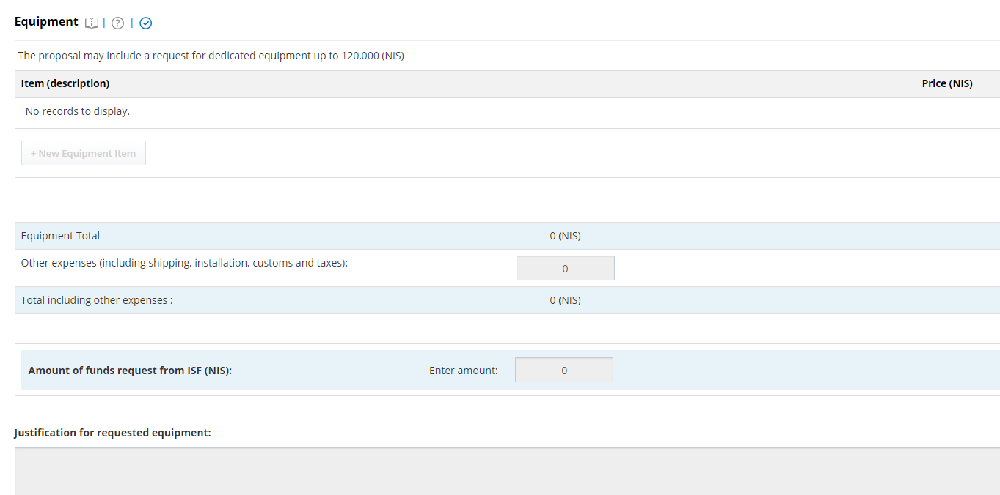 Equipment
The proposal may include a request for dedicated equipment up to 120,000 (NIS)
Item (description) Price (NIS)
No records to display.
+ New Equipment Item
Equipment Total 0 (NIS)
Other expenses (including shipping, installation, customs and taxes): 0
Total including other expenses : 0 (NIS)
Amount of funds request from ISF (NIS): Enter amount: 0
Justification for requested equipment: